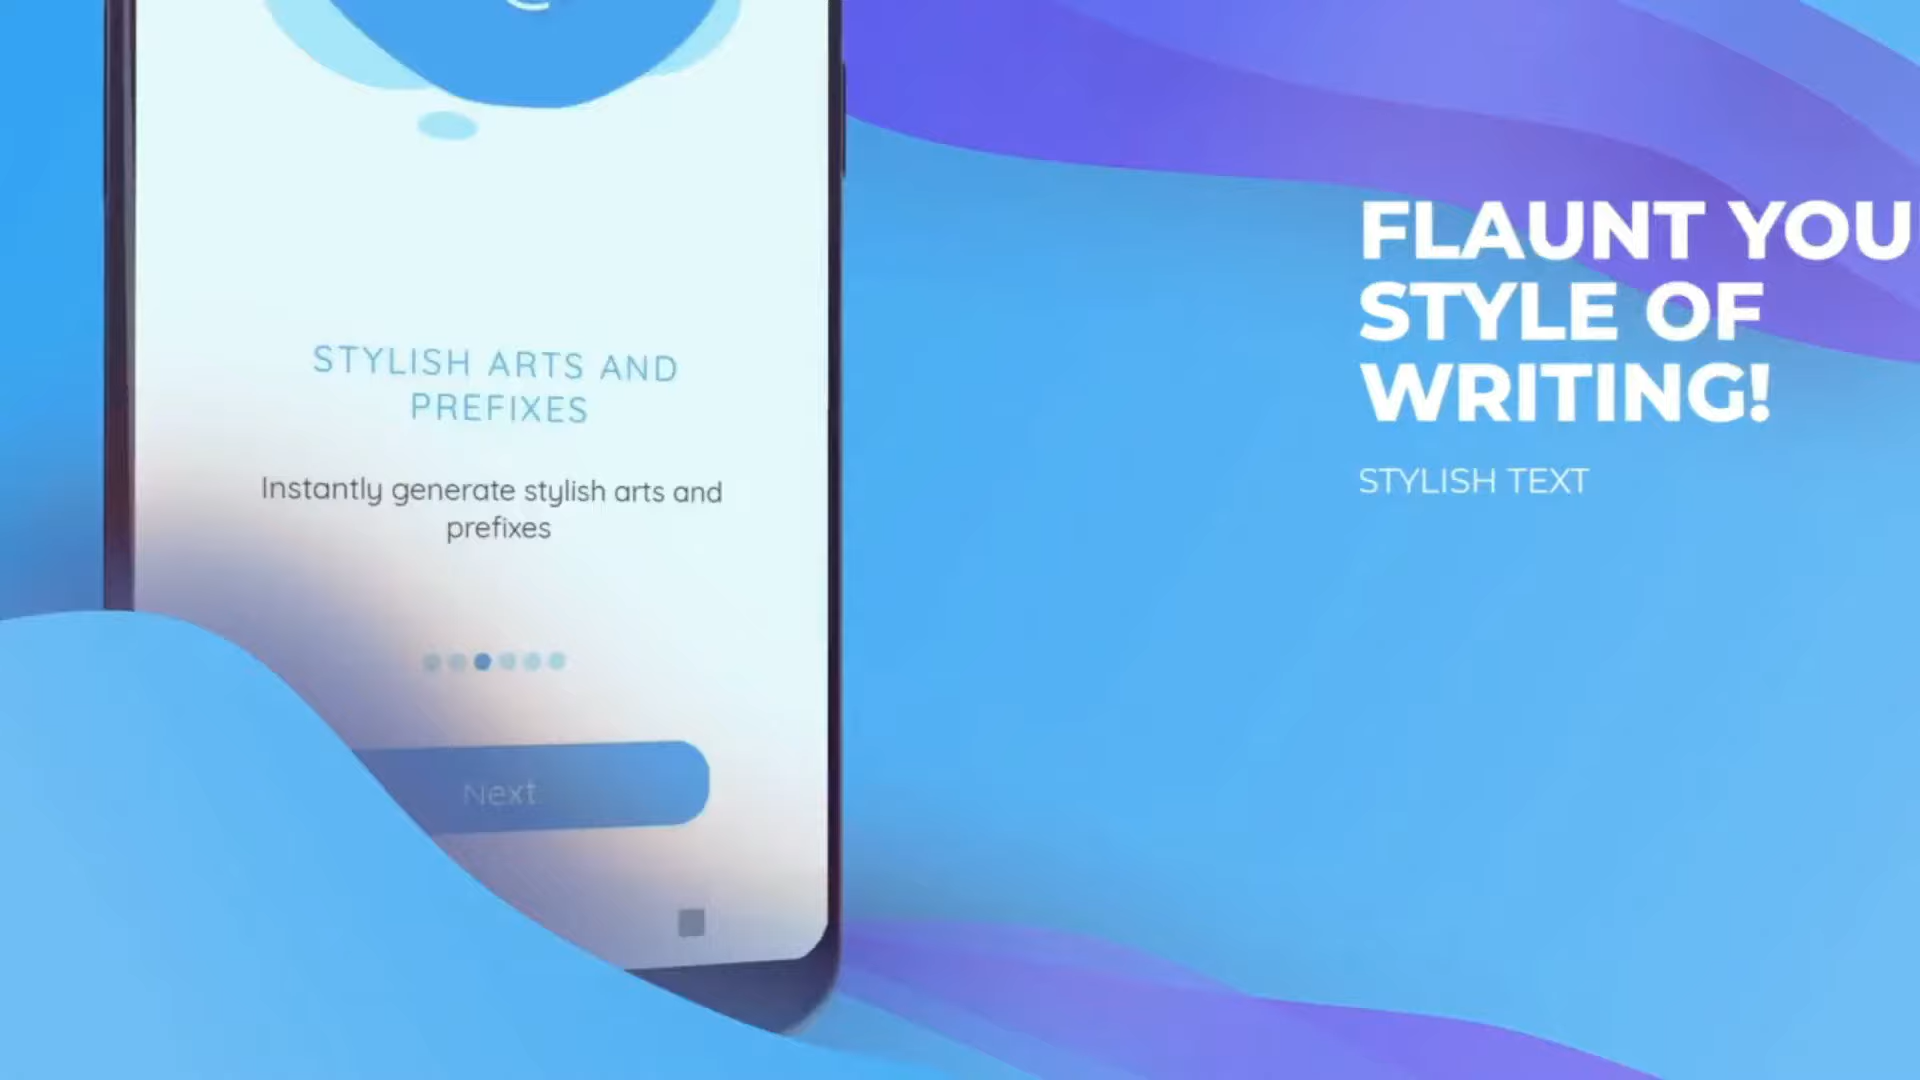 STYLISH ARTS AND
PREFIXES
Instantly generate stylish arts and
prefixes
Next
FLAUNT YOU
STYLE OF
WRITING!
STYLISH TEXT